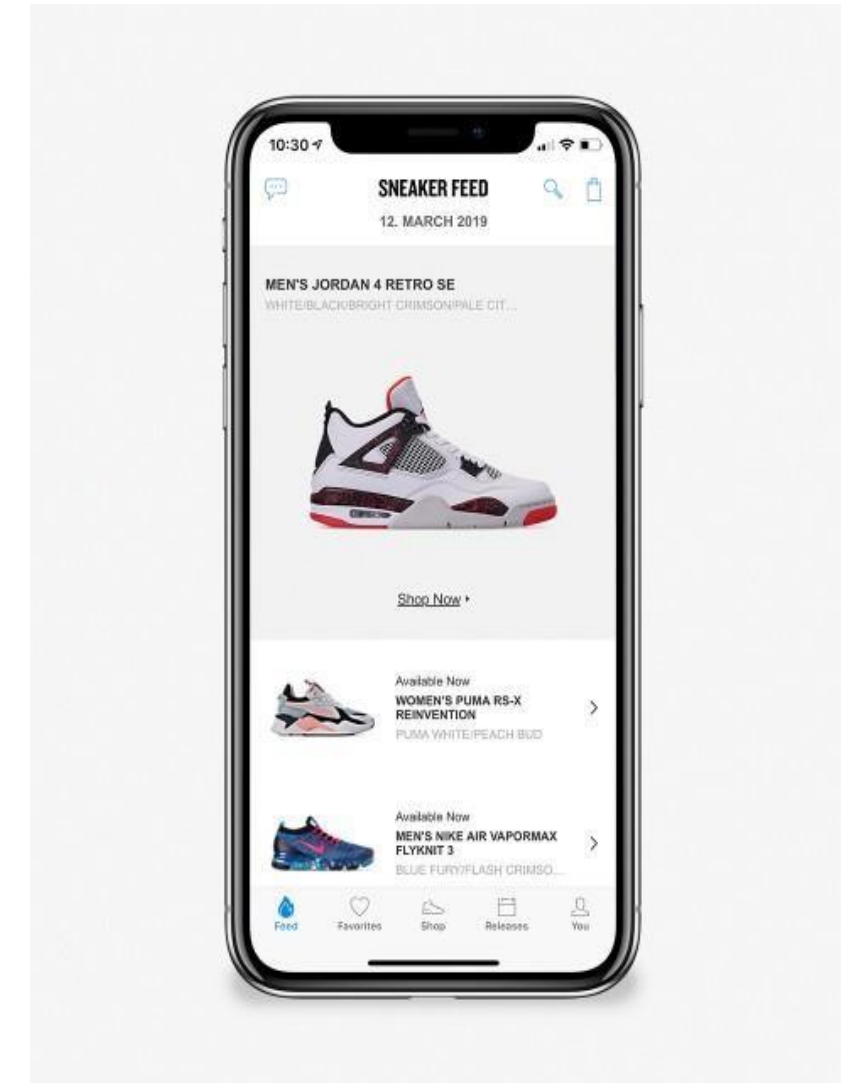 10:30
SNEAKER FEED
12. MARCH 2019
MEN'S JORDAN 4 RETRO SE
WHITE/BLACK/BRIGHT CRIMSON/PALE CIT...
Shop Now
Available Now
WOMEN'S PUMA RS-X
REINVENTION
PUMA WHITE/PEACH BUD
Available Now
MEN'S NIKE AIR VAPORMAX
FLYKNIT 3
BLUE FURY/FLASH CRIMSO...
Feed Favorites Shop Releases You